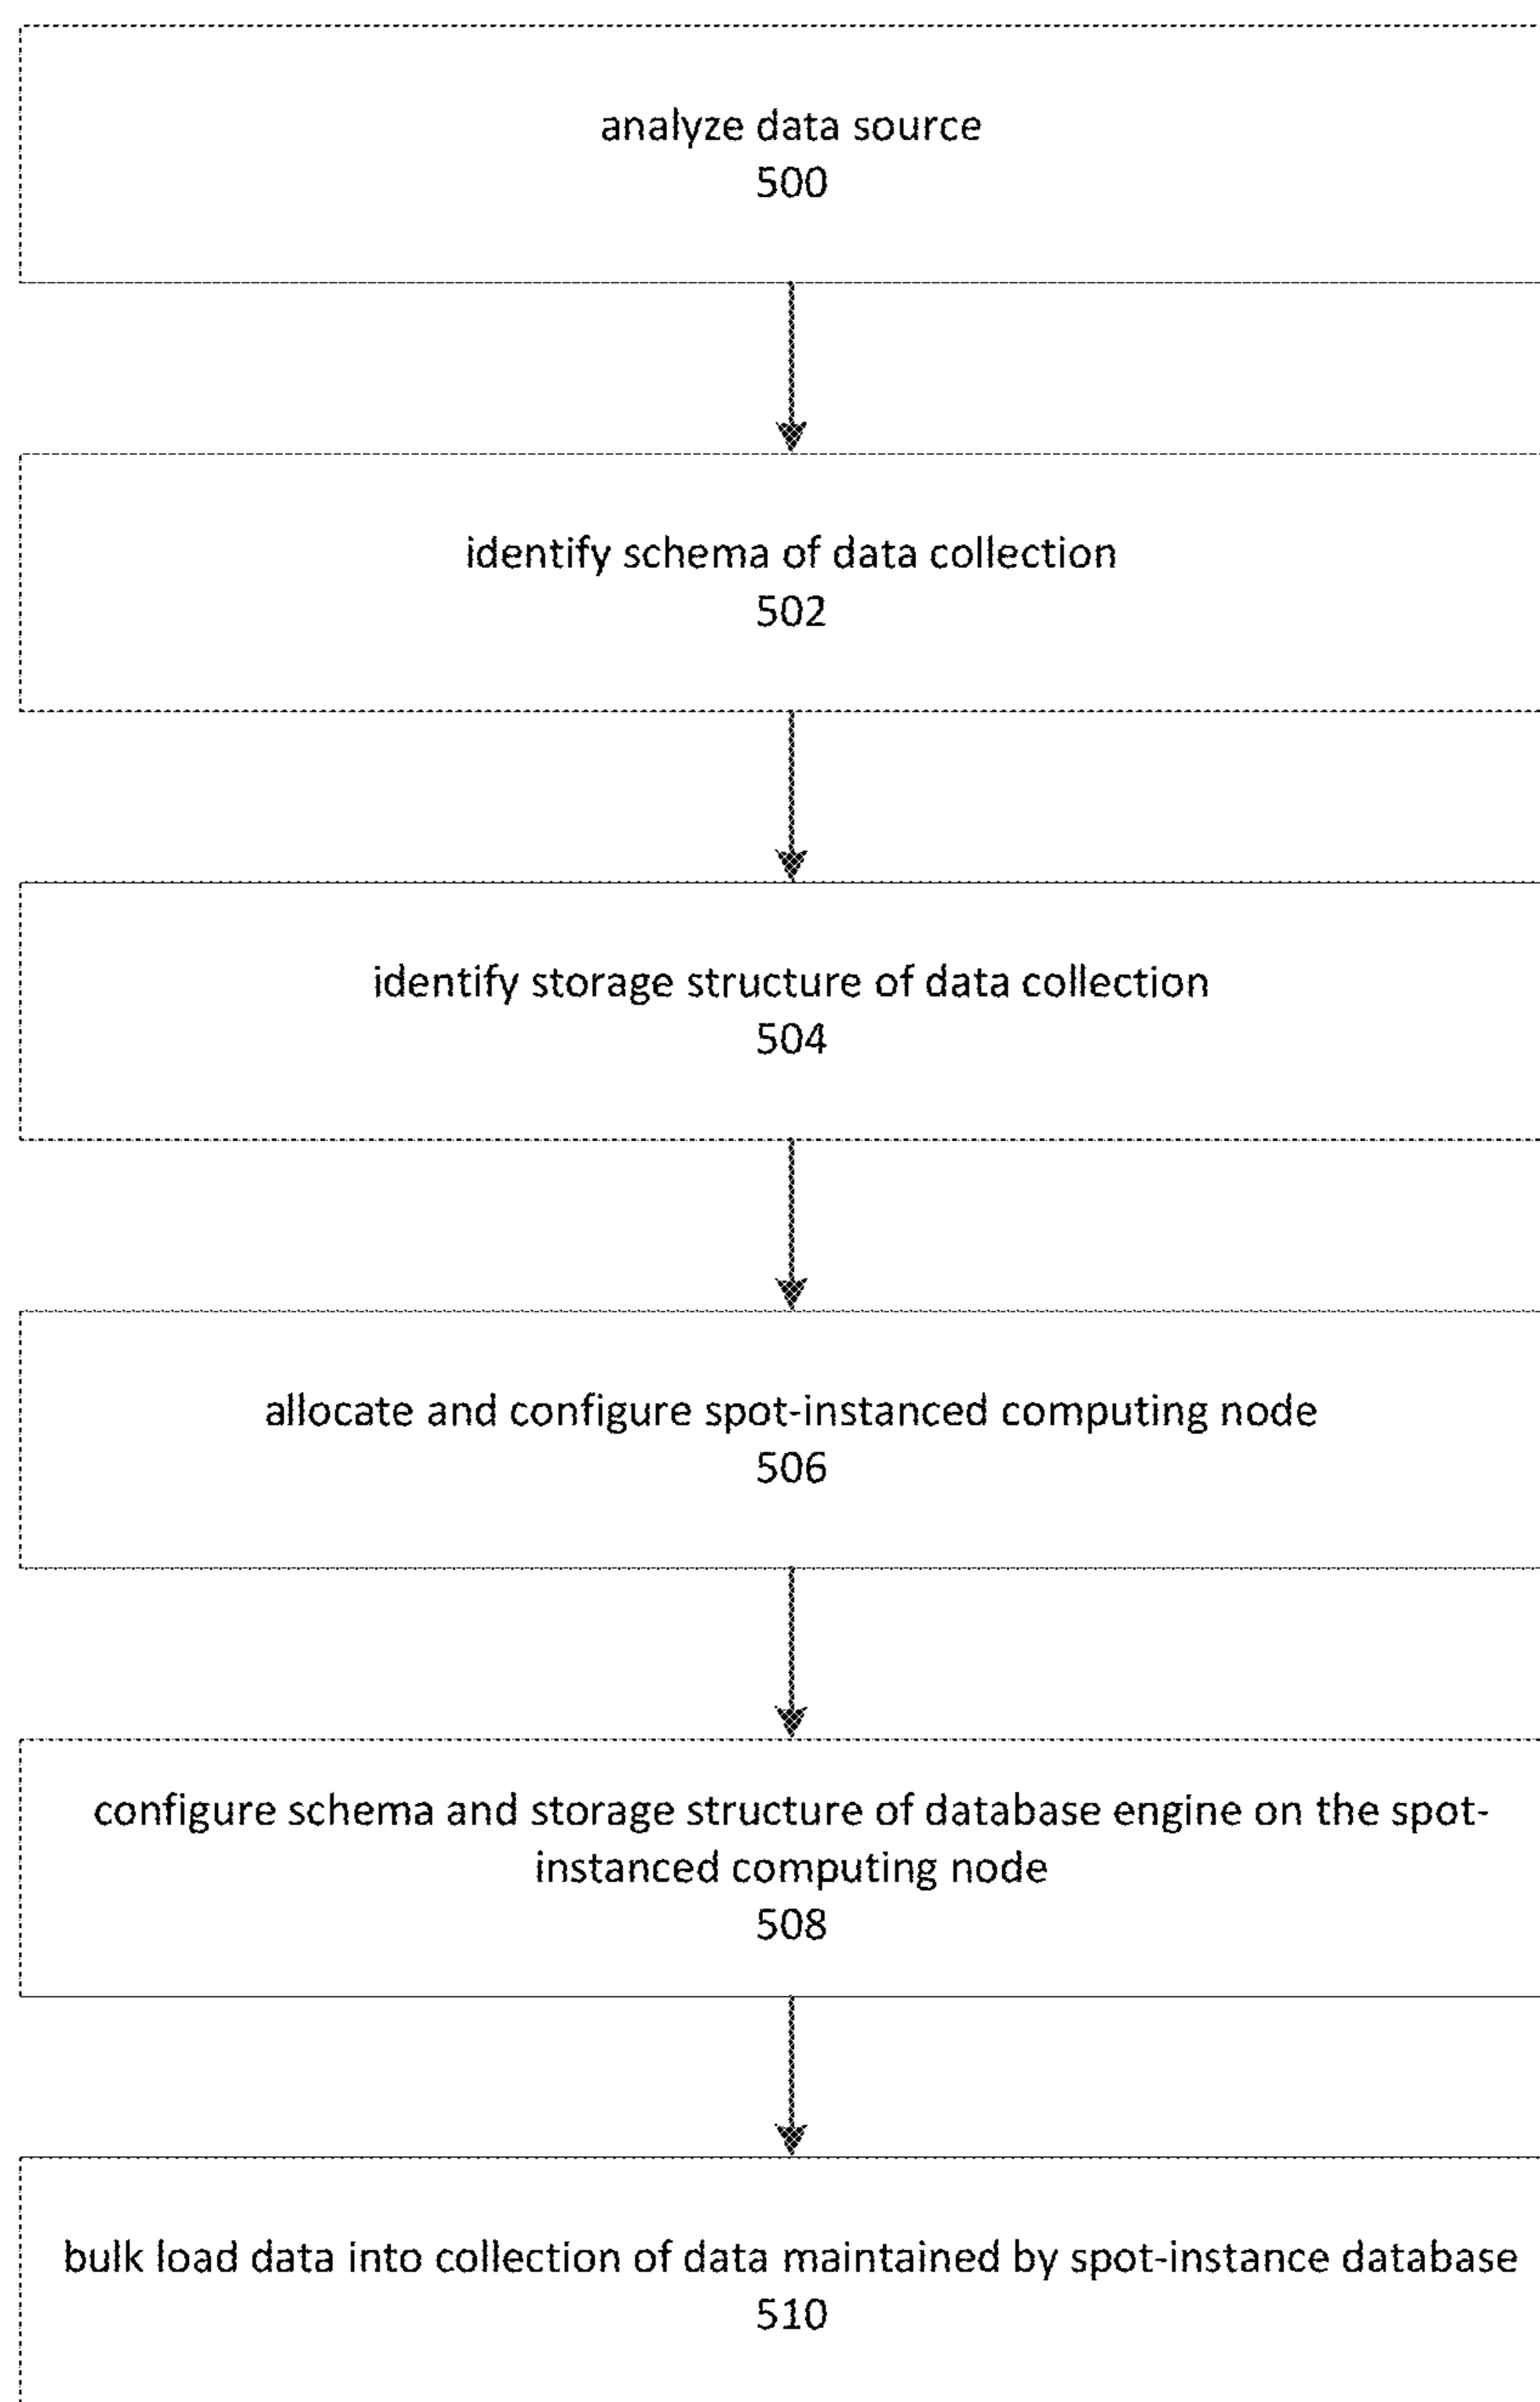 analyze data source
500
identify schema of data collection
502
identify storage structure of data collection
504
allocate and configure spot-instanced computing node
506
configure schema and storage structure of database engine on the spot-
instanced computing node
508
bulk load data into collection of data maintained by spot-instance database
510